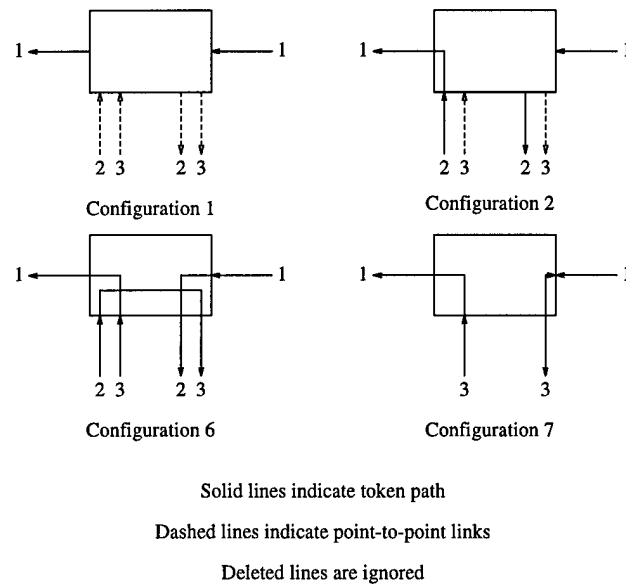 1 1 1 1
2 3 2 3 2 3 2 3
Configuration 1 Configuration 2
1 1 1 1
2 3 2 3 3 3
Configuration 6 Configuration 7
Solid lines indicate token path
Dashed lines indicate point-to-point links
Deleted lines are ignored